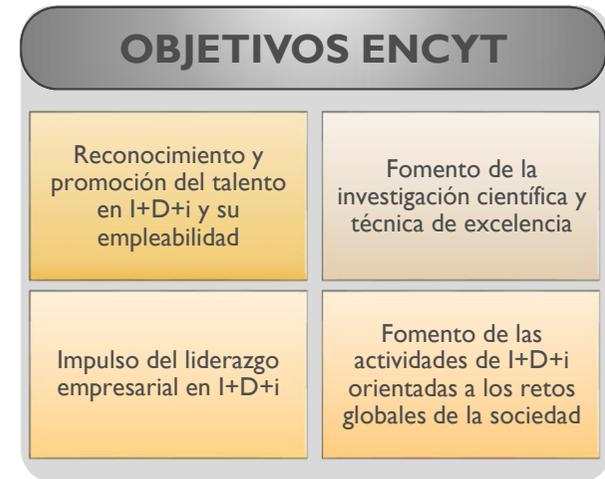 OBJETIVOS ENCYT
Reconocimiento y
promoción del talento
en I+D+i y su
empleabilidad
Fomento de la
investigación científica y
técnica de excelencia
Impulso del liderazgo
empresarial en I+D+i
Fomento de las
actividades de I+D+i
orientadas a los retos
globales de la sociedad